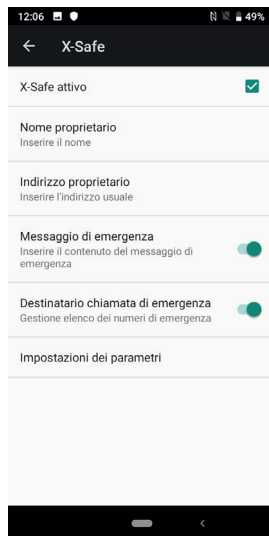 12:06 49%
X-Safe
X-Safe attivo
Nome proprietario
Inserire il nome
Indirizzo proprietario
Inserire l'indirizzo usuale
Messaggio di emergenza
Inserire il contenuto del messaggio di
emergenza
Destinatario chiamata di emergenza
Gestione elenco dei numeri di emergenza
Impostazioni dei parametri